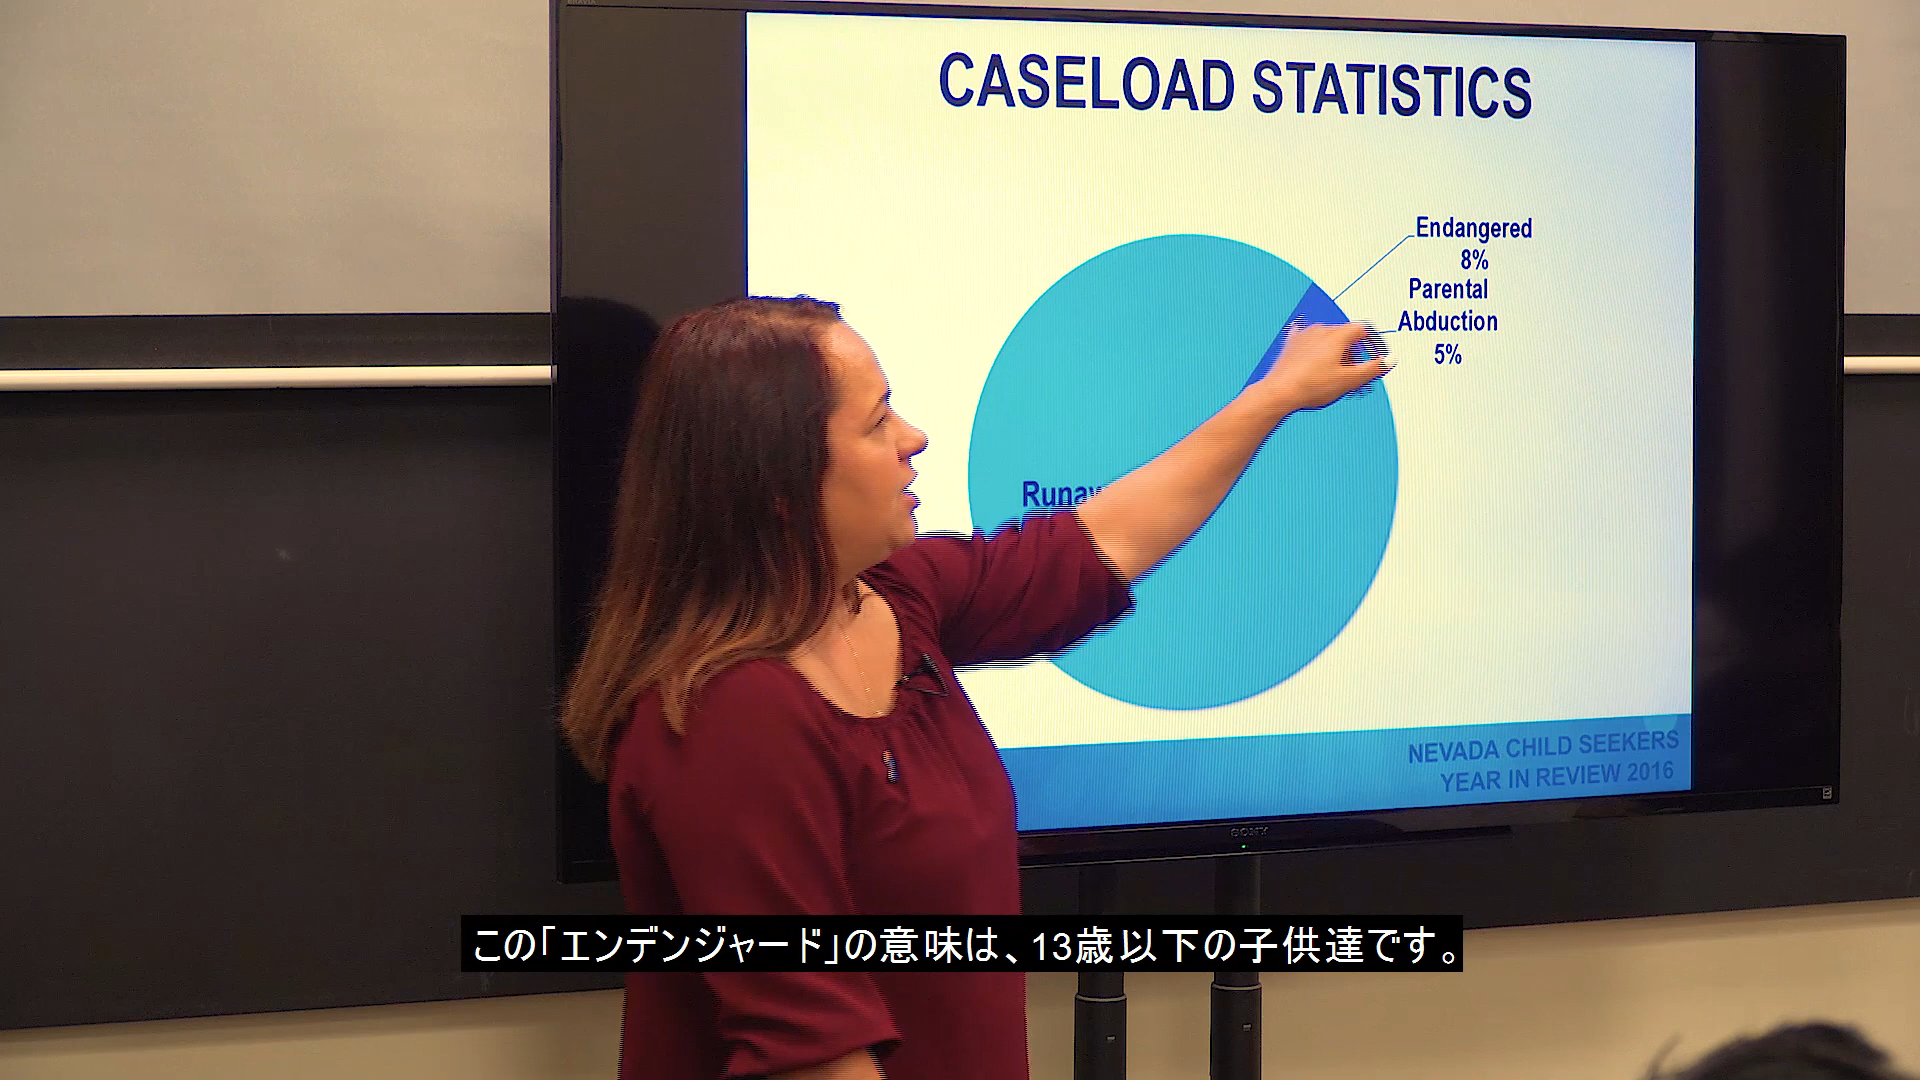 CASELOAD STATISTICS
Endangered
8%
Parental
Abduction
5%
NEVADA CHILD SEEKERS
YEAR IN REVIEW 2016
SONY
この「エンデンジャード」の意味は、13歳以下の子供達です。